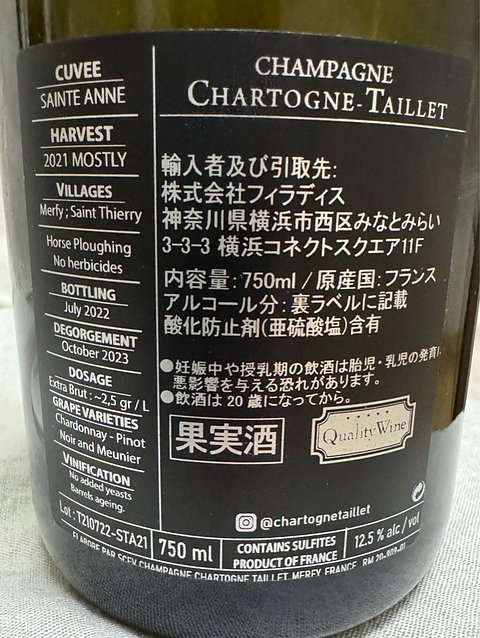 CUVEE
SAINTE ANNE
HARVEST
2021 MOSTLY
VILLAGES
Merfy ; Saint Thierry
Horse Ploughing
No herbicides
BOTTLING
July 2022
DEGORGEMENT
October 2023
DOSAGE
Extra Brut : ~2,5 gr / L
GRAPE VARIETIES
Chardonnay - Pinot
Noir and Meunier
VINIFICATION
No added yeasts
Barrels ageing.
Lot : T2I0722-STA21
CHAMPAGNE
CHARTOGNE-TAILLET
輸入者及び引取先:
株式会社フィラディス
神奈川県横浜市西区みなとみらい
3-3-3 横浜コネクトスクエア11F
内容量:750ml / 原産国:フランス
アルコール分:裏ラベルに記載
酸化防止剤(亜硫酸塩)含有
●妊娠中や授乳期の飲酒は胎児・乳児の発育に
悪影響を与える恐れがあります。
●飲酒は20歳になってから。
果実酒
Quality Wine
@chartognetaillet
750 ml
CONTAINS SULFITES
PRODUCT OF FRANCE
12.5 % alc / vol
ELABORE PAR SCEV CHAMPAGNE CHARTOGNE TAILLET, MERFY, FRANCE RM